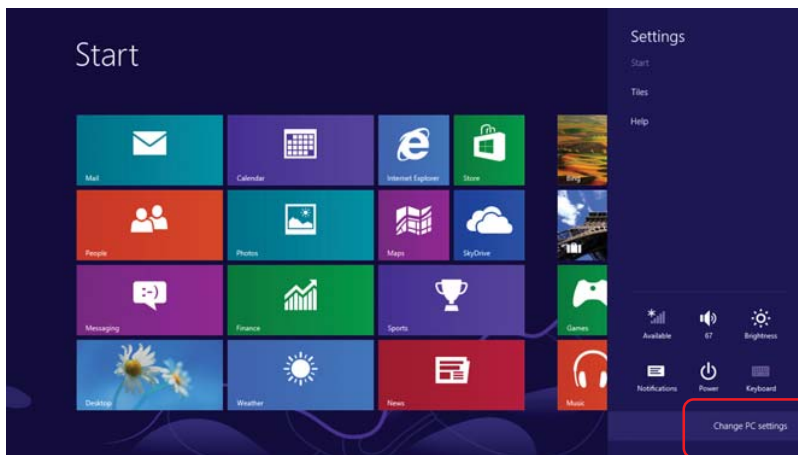 Start
Settings
Start
Tiles
Help
Mail
Calendar
Internet Explorer
Store
Bing
People
Photos
Maps
SkyDrive
Messaging
Finance
Sports
Games
Desktop
Weather
News
Music
Available
67
Brightness
Notifications
Power
Keyboard
Change PC settings